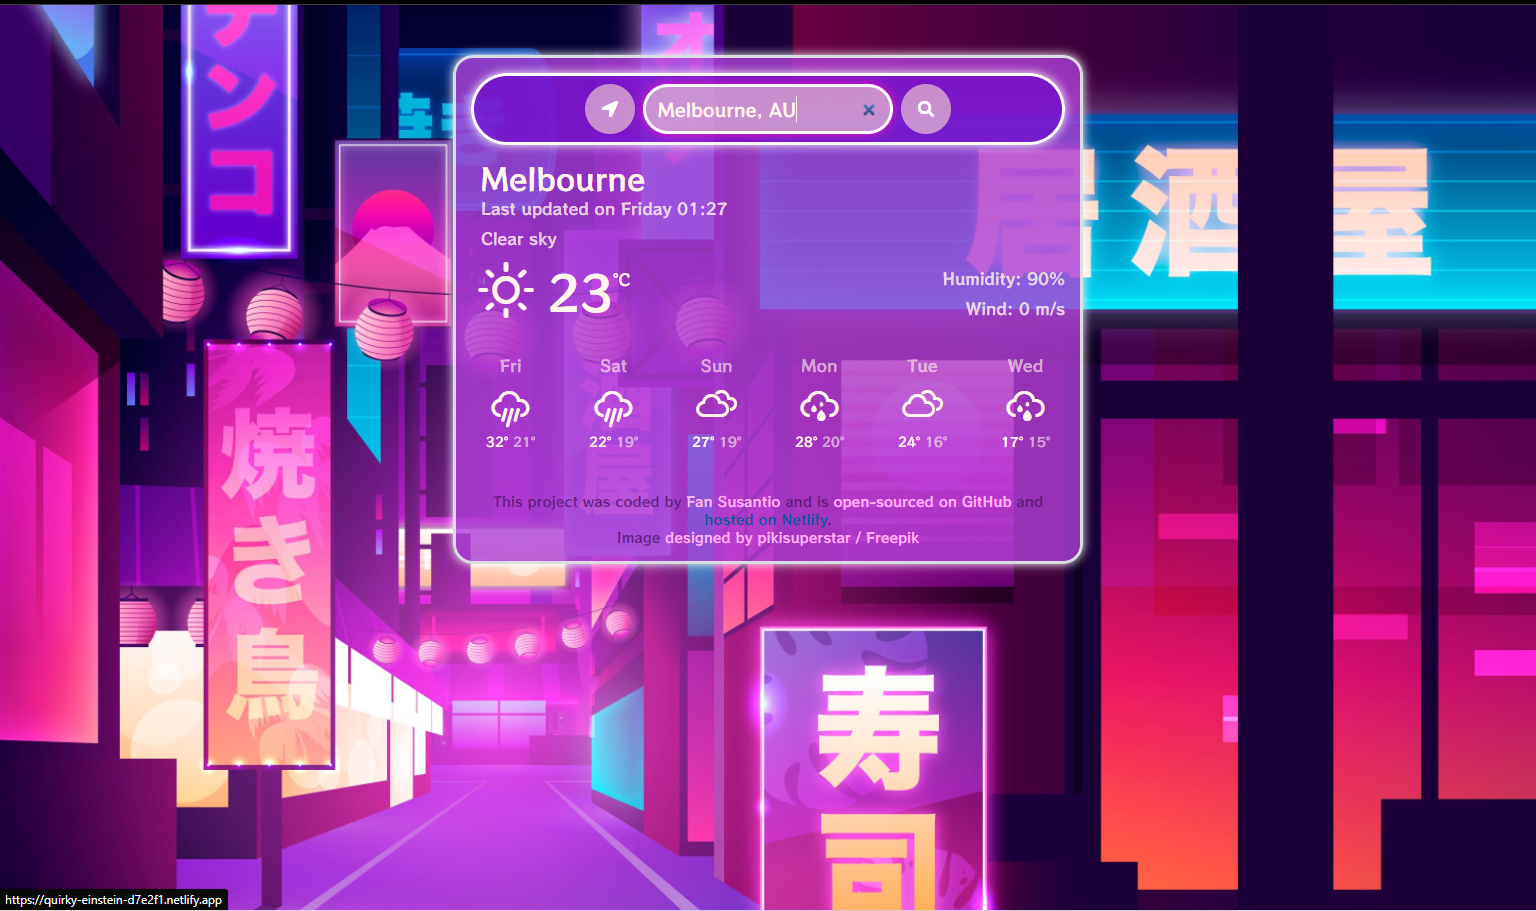 テンコ
オ
Melbourne, AU
Melbourne
Last updated on Friday 01:27
Clear sky
23°C
Humidity: 90%
Wind: 0 m/s
Fri Sat Sun Mon Tue Wed
32° 21° 22° 19° 27° 19° 28° 20° 24° 16° 17° 15°
This project was coded by Fan Susantio and is open-sourced on GitHub and
hosted on Netlify.
Image designed by pikisuperstar / Freepik
居酒屋
焼き鳥
寿司
https://quirky-einstein-d7e2f1.netlify.app